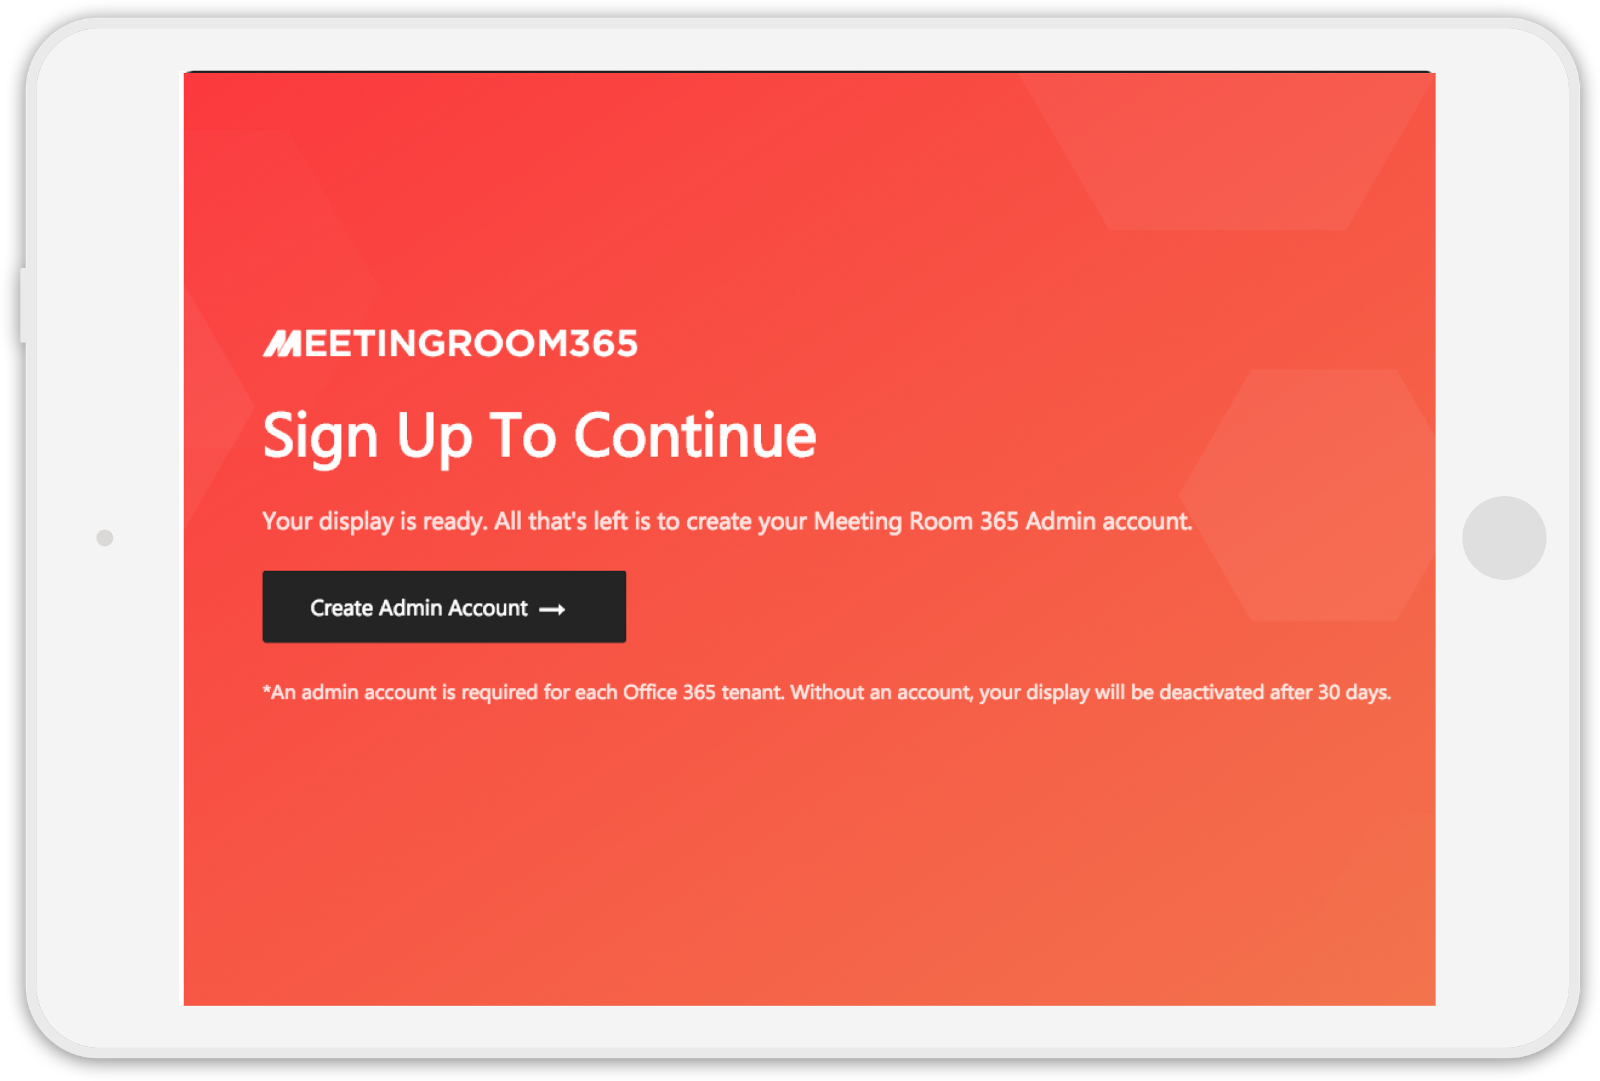 MEETINGROOM365
Sign Up To Continue
Your display is ready. All that's left is to create your Meeting Room 365 Admin account.
Create Admin Account →
*An admin account is required for each Office 365 tenant. Without an account, your display will be deactivated after 30 days.